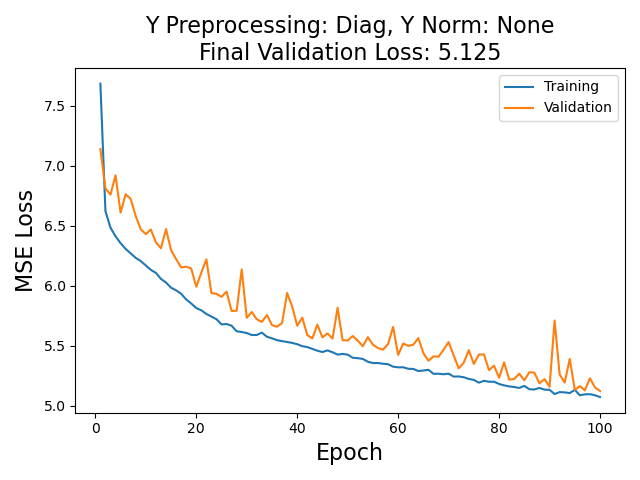 Y Preprocessing: Diag, Y Norm: None
Final Validation Loss: 5.125
Training
Validation
MSE Loss
7.5
7.0
6.5
6.0
5.5
5.0
0
20
40
60
80
100
Epoch